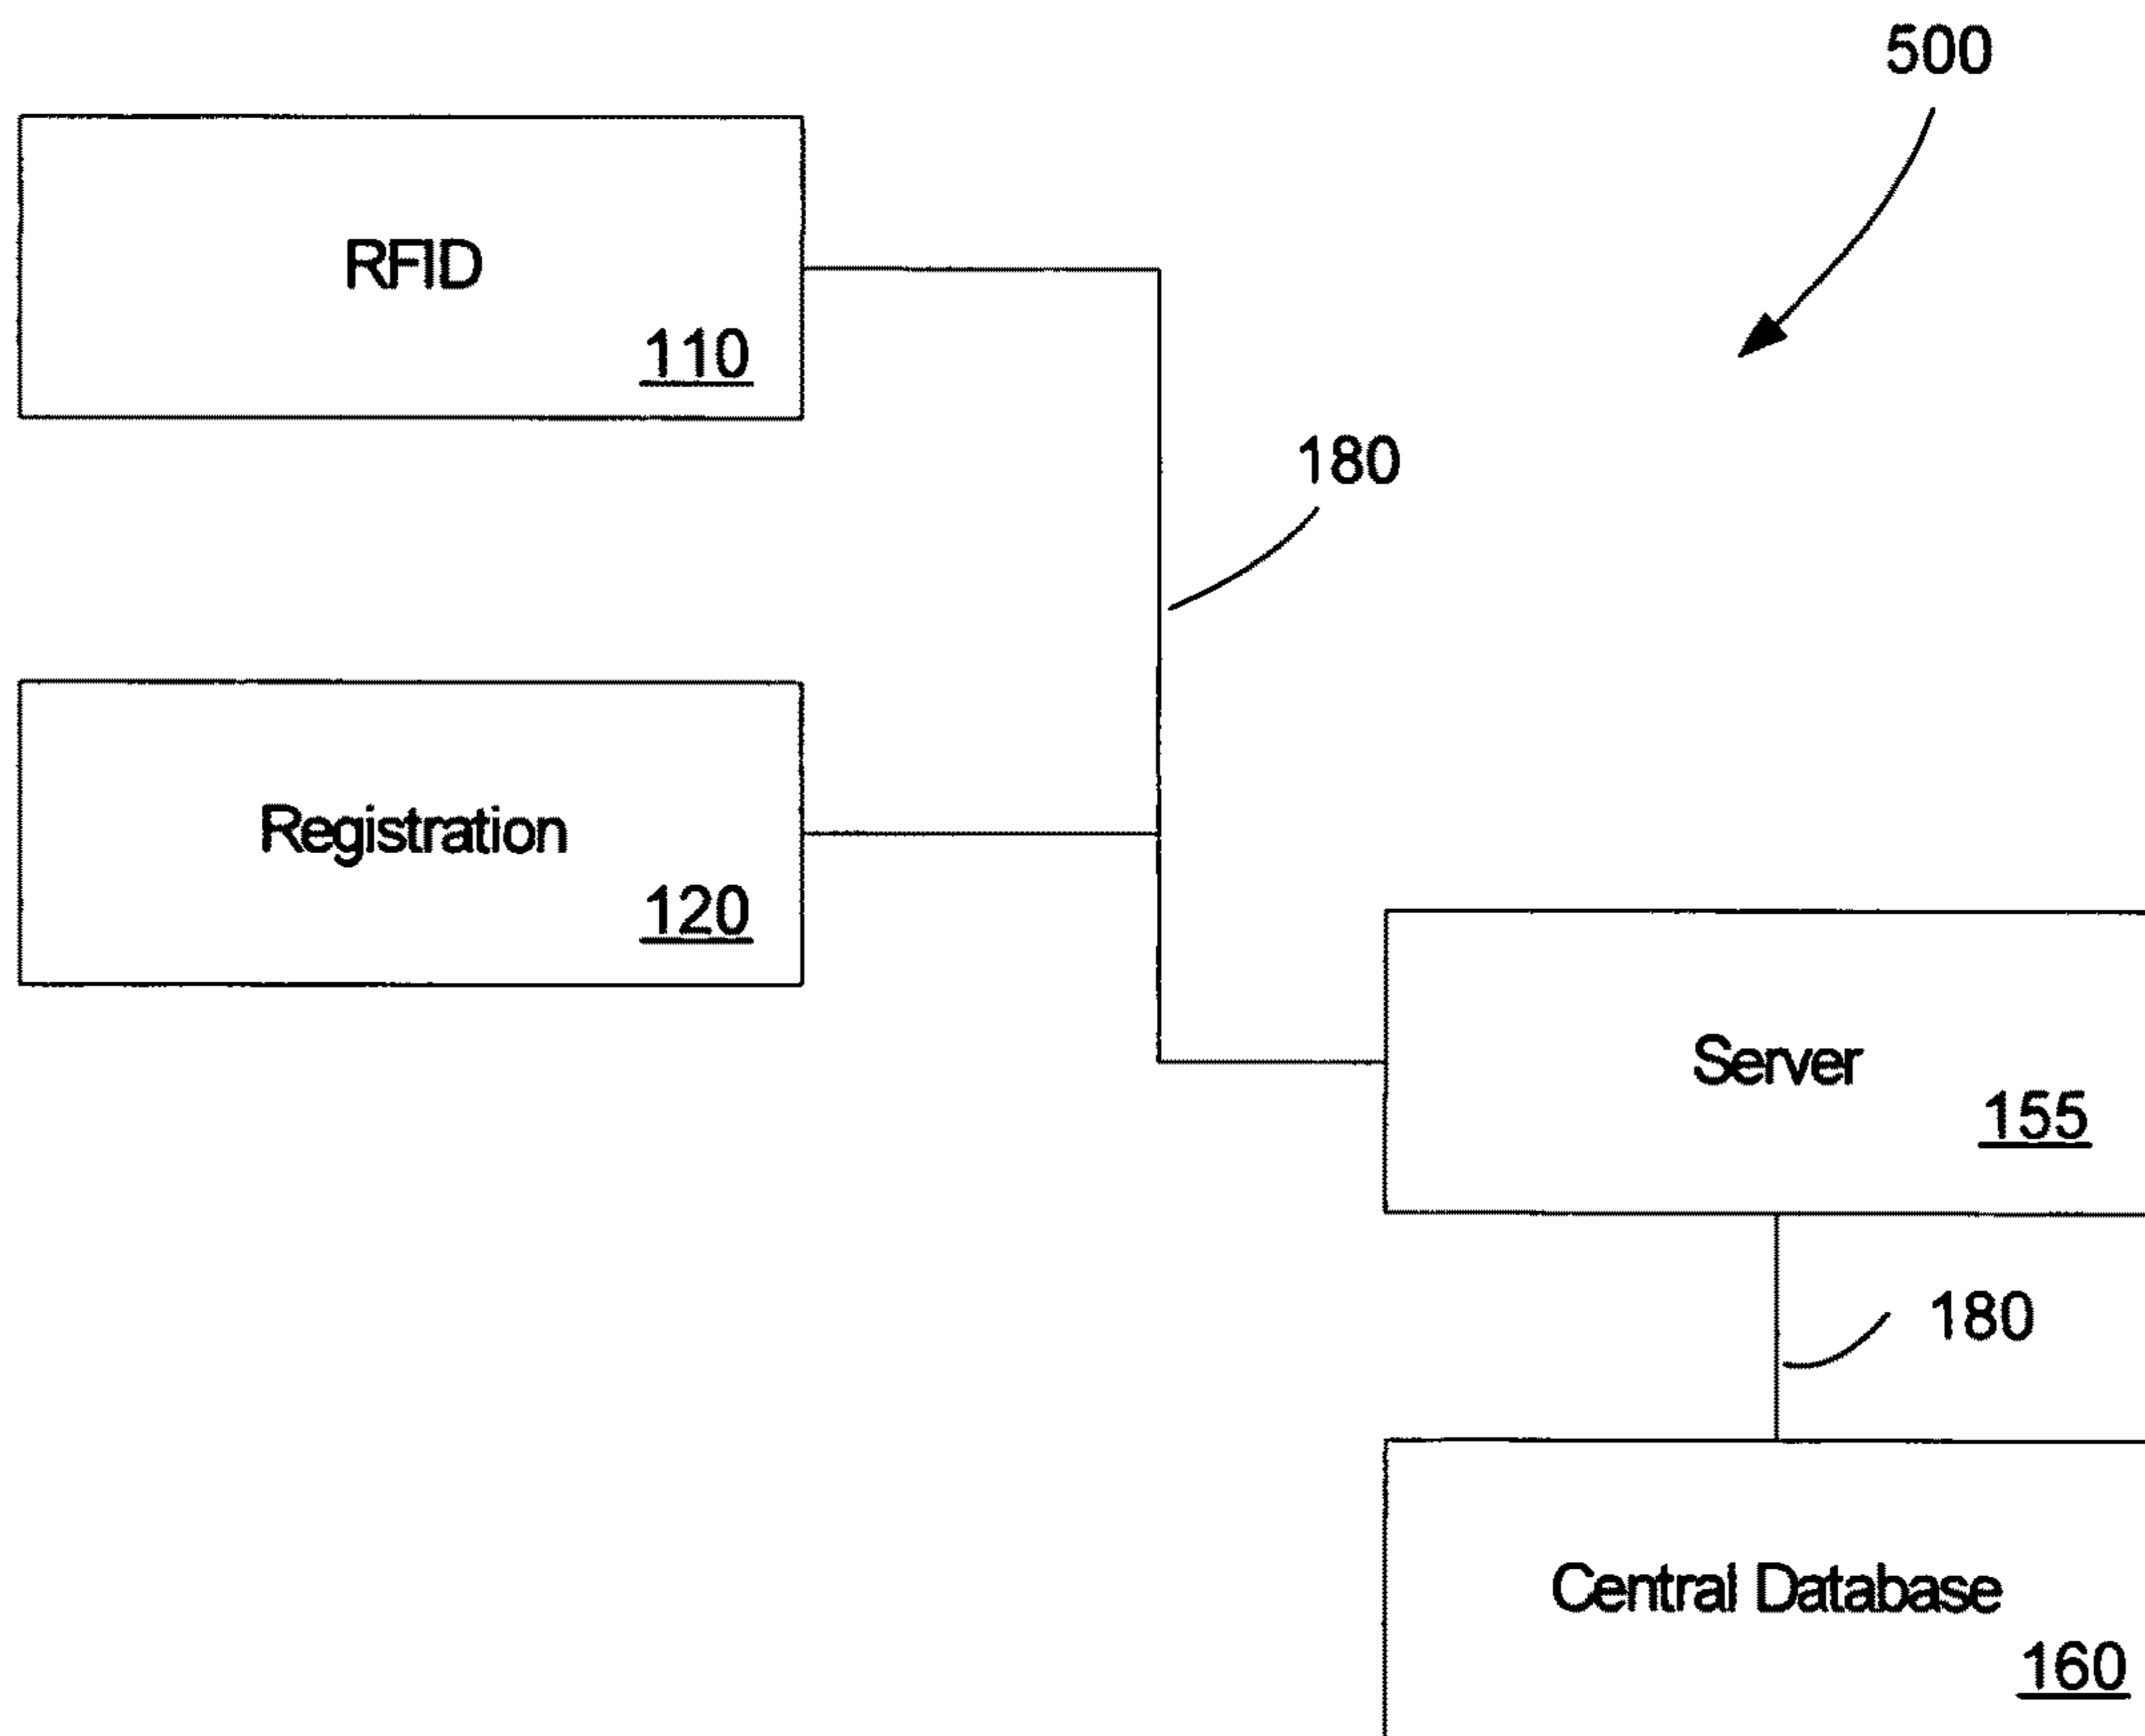 500
RFID
110
180
Registration
120
Server
155
180
Central Database
160